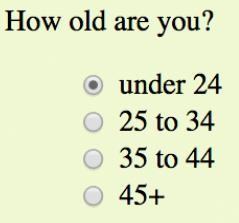 How old are you?
under 24
25 to 34
35 to 44
45+